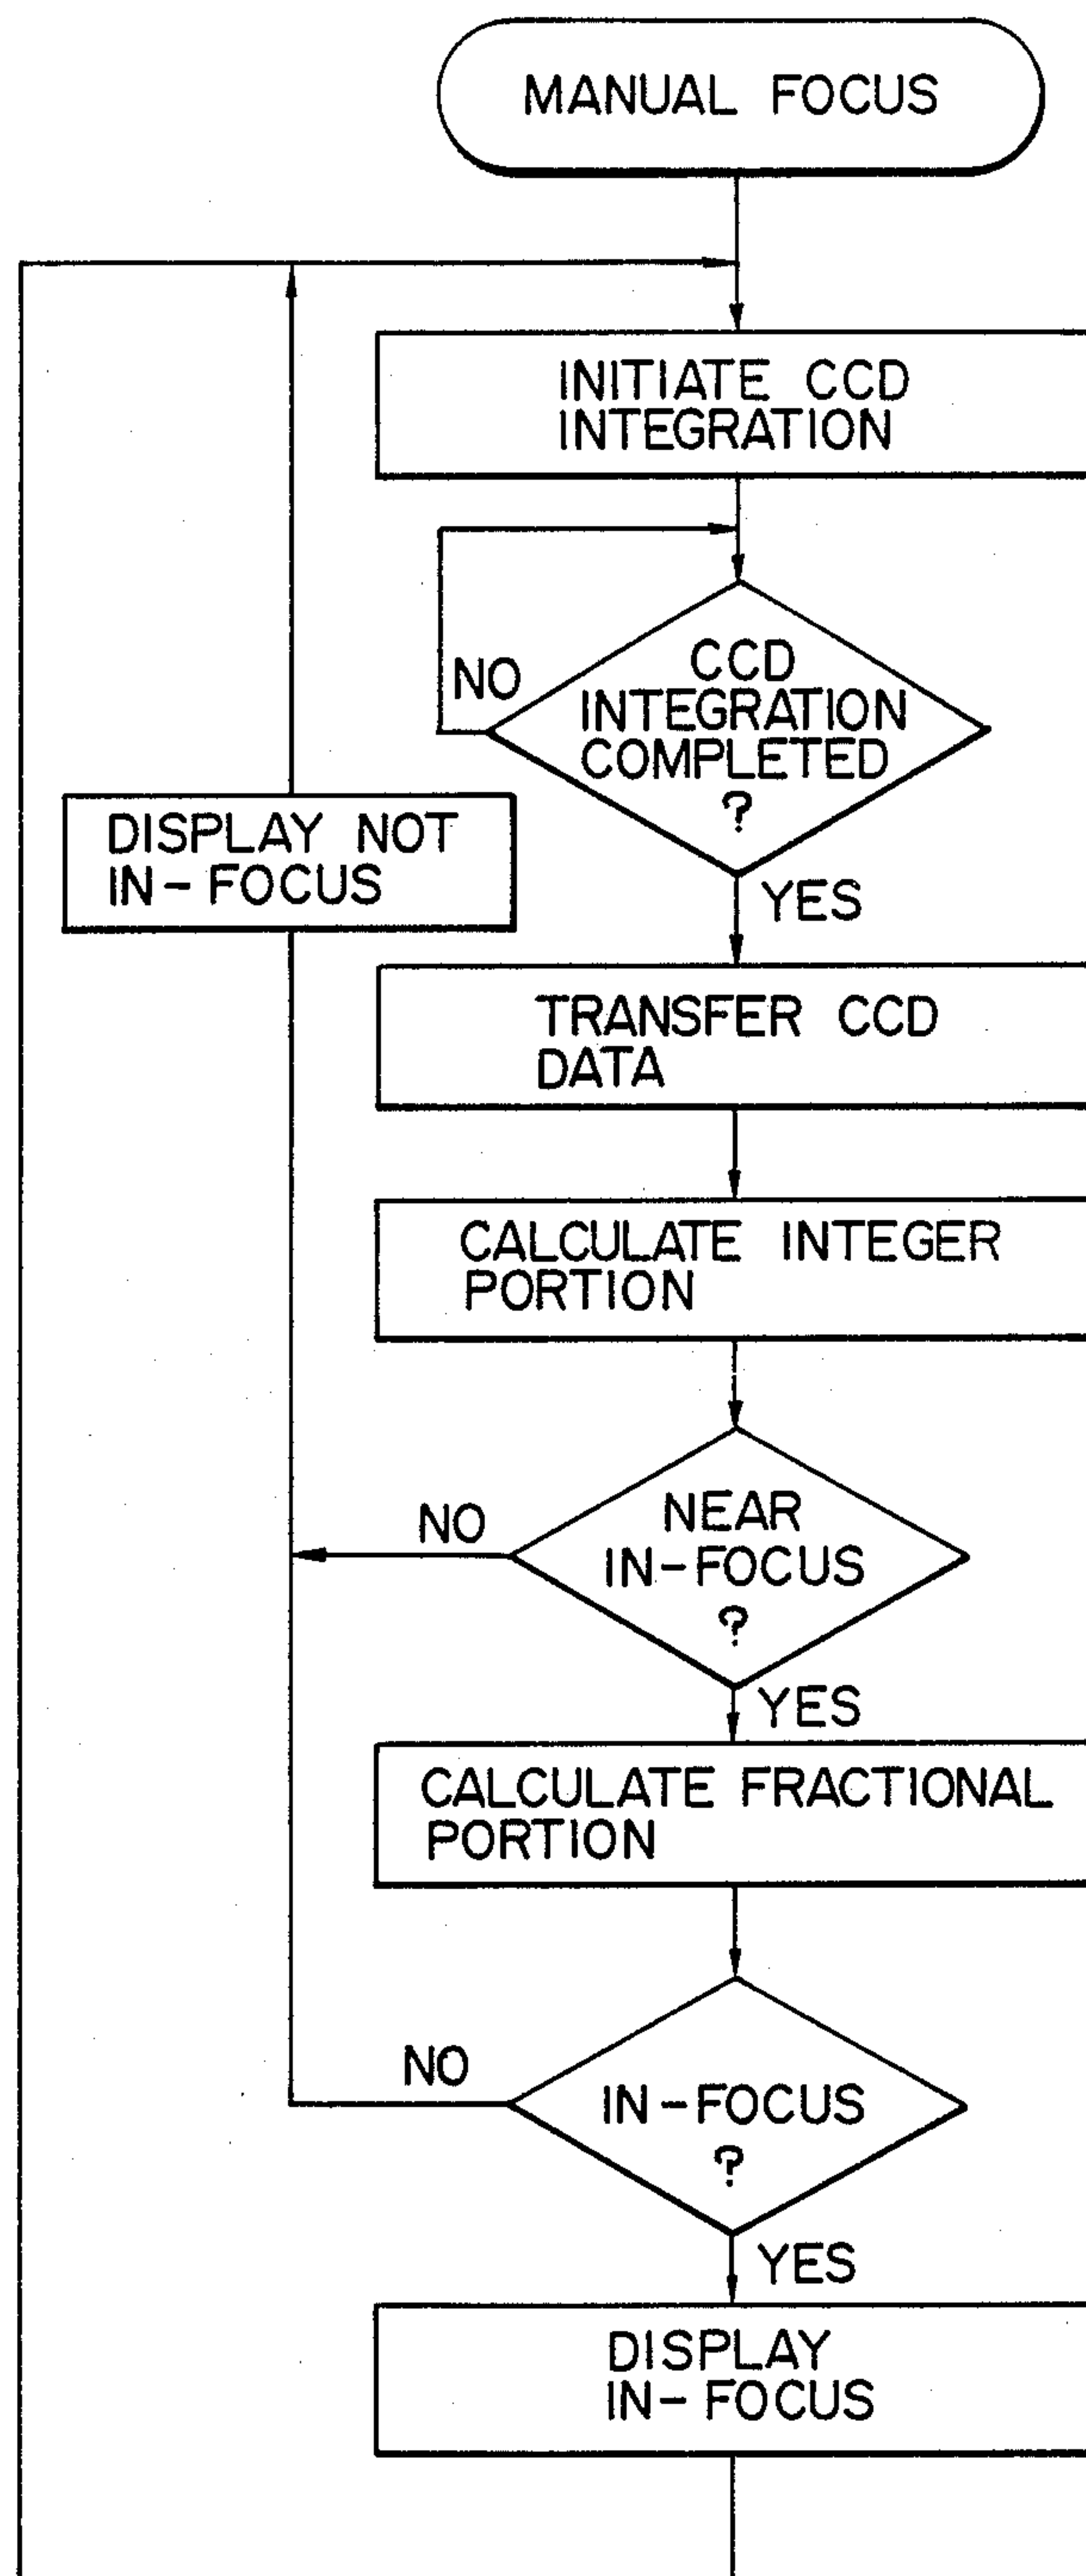 MANUAL FOCUS
INITIATE CCD
INTEGRATION
NO
CCD
INTEGRATION
COMPLETED
?
YES
DISPLAY NOT
IN-FOCUS
TRANSFER CCD
DATA
CALCULATE INTEGER
PORTION
NO
NEAR
IN-FOCUS
?
YES
CALCULATE FRACTIONAL
PORTION
NO
IN-FOCUS
?
YES
DISPLAY
IN-FOCUS